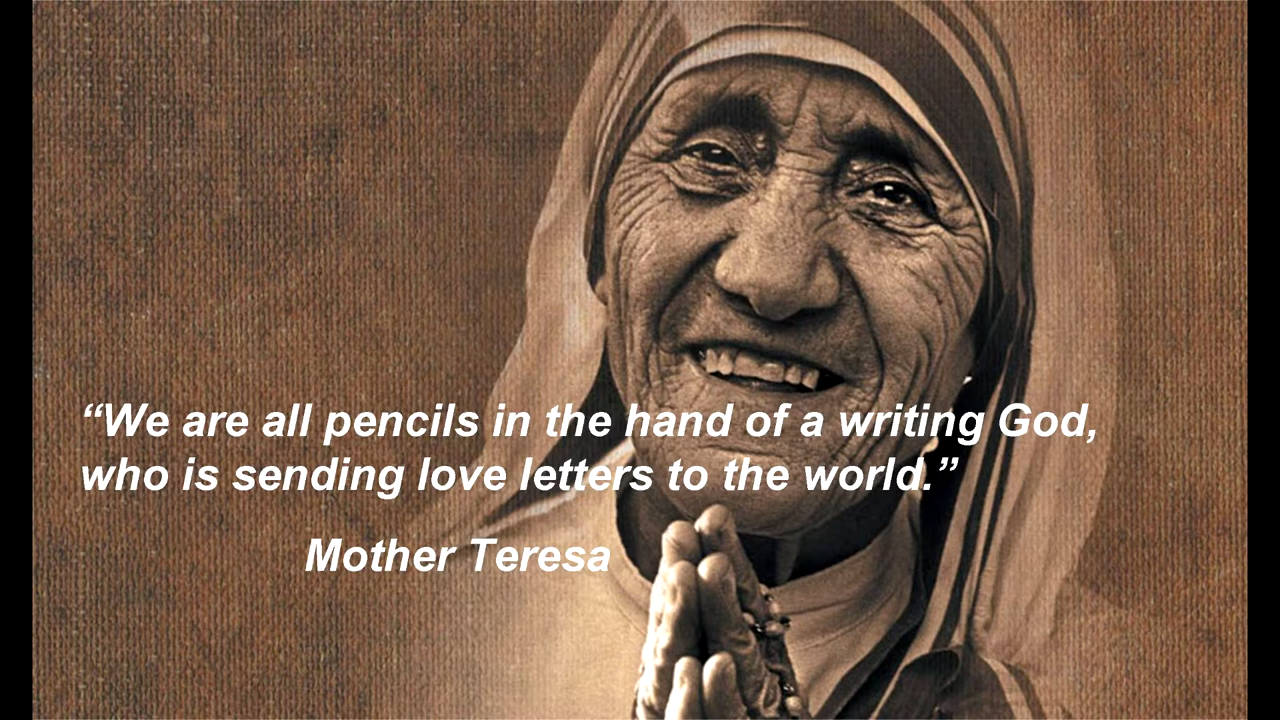 “We are all pencils in the hand of a writing God,
who is sending love letters to the world.”
Mother Teresa